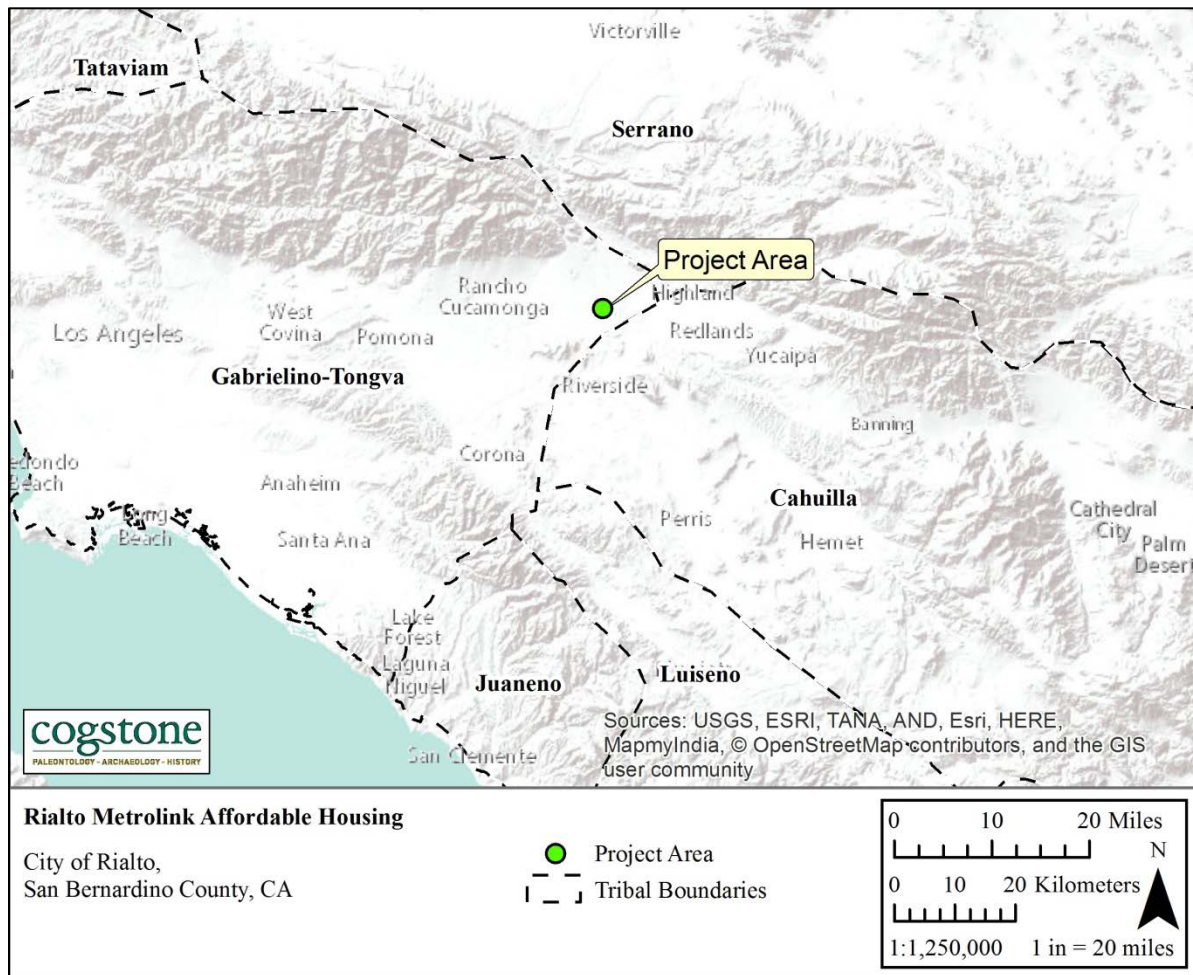 Victorville
Tataviam
Serrano
Project Area
Highland
Rancho
Cucamonga
West
Covina
Los Angeles
Pomona
Redlands
Yucaipa
Gabrielino-Tongva
Riverside
Banning
Corona
edondo
Beach
Anaheim
Long
Beach
Santa Ana
Perris
Cahuilla
Hemet
Cathedral
City
Palm
Desert
Lake
Forest
Laguna
Niguel
Juaneno
Luiseno
San Clemente
Sources: USGS, ESRI, TANA, AND, Esri, HERE,
MapmyIndia, © OpenStreetMap contributors, and the GIS
user community
cogstone
PALEONTOLOGY - ARCHAEOLOGY - HISTORY
Rialto Metrolink Affordable Housing
City of Rialto,
San Bernardino County, CA
Project Area
Tribal Boundaries
0 10 20 Miles
N
0 10 20 Kilometers
1:1,250,000 1 in = 20 miles